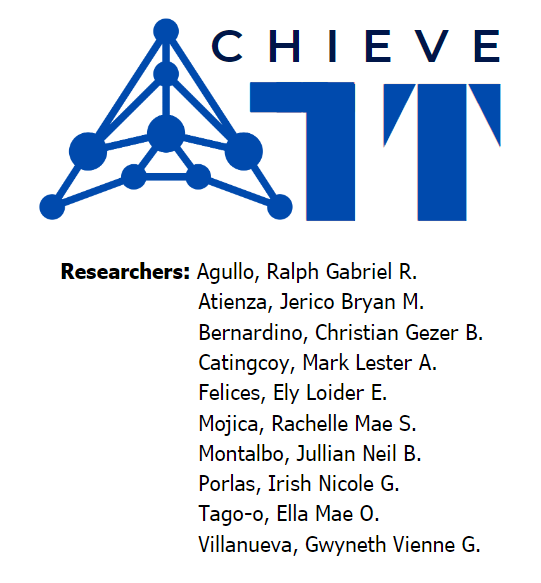 ACHIEVE
IT
Researchers: Agullo, Ralph Gabriel R.
Atienza, Jerico Bryan M.
Bernardino, Christian Gezer B.
Catingcoy, Mark Lester A.
Felices, Ely Loider E.
Mojica, Rachelle Mae S.
Montalbo, Jullian Neil B.
Porlas, Irish Nicole G.
Tago-o, Ella Mae O.
Villanueva, Gwyneth Vienne G.